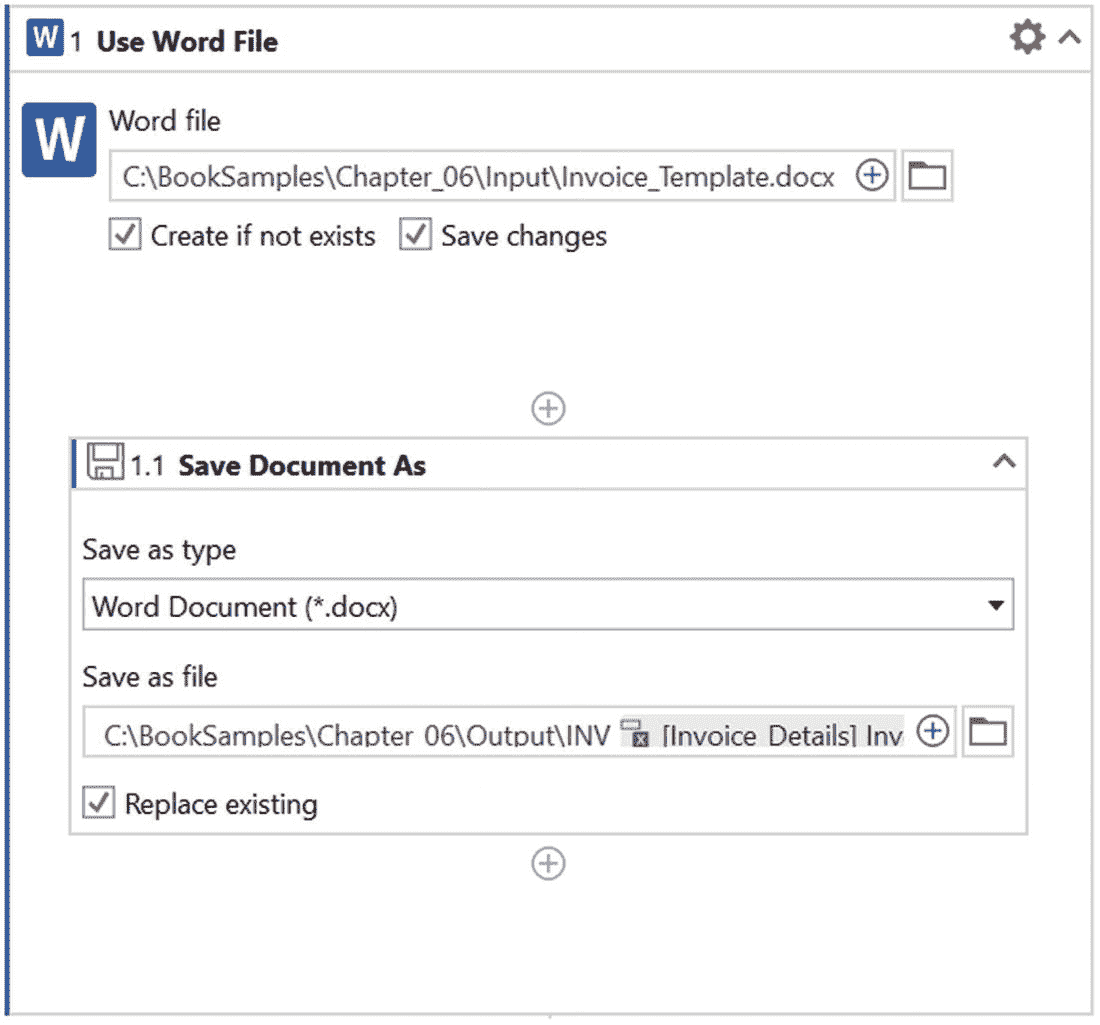 W 1 Use Word File
W
Word file
C:\BookSamples\Chapter_06\Input\Invoice_Template.docx
Create if not exists Save changes
1.1 Save Document As
Save as type
Word Document (*.docx)
Save as file
C:\BookSamples\Chapter_06\Output\INV [Invoice_Details] Inv
Replace existing